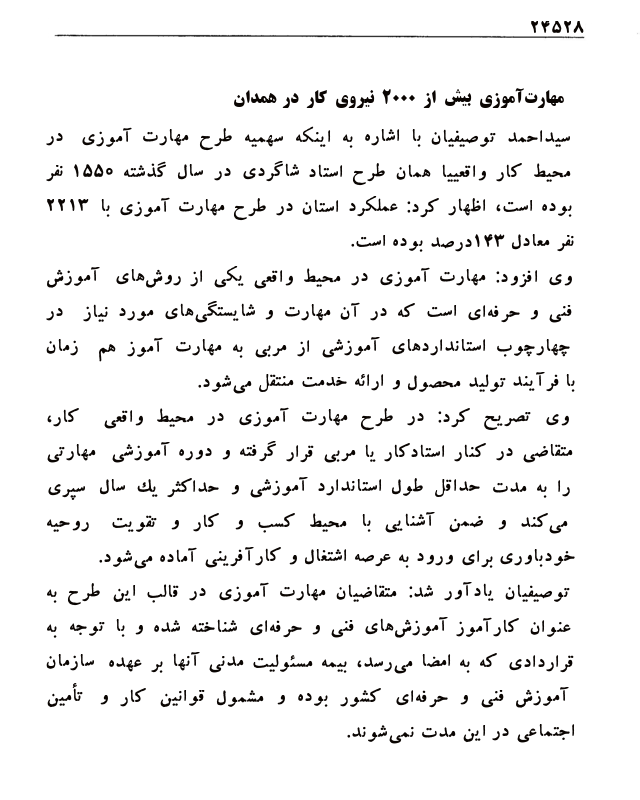 ۲۴۵۲۸
مهارت‌آموزی بیش از ۲۰۰۰ نیروی کار در همدان
سیداحمد توصیفیان با اشاره به اینکه سهمیه طرح مهارت آموزی در
محیط کار واقعییا همان طرح استاد شاگردی در سال گذشته ۱۵۵۰ نفر
بوده است، اظهار کرد: عملکرد استان در طرح مهارت آموزی با ۲۲۱۳
نفر معادل ۱۴۳درصد بوده است.
وی افزود: مهارت آموزی در محیط واقعی یکی از روش‌های آموزش
فنی و حرفه‌ای است که در آن مهارت و شایستگی‌های مورد نیاز در
چهارچوب استانداردهای آموزشی از مربی به مهارت آموز هم زمان
با فرآیند تولید محصول و ارائه خدمت منتقل می‌شود.
وی تصریح کرد: در طرح مهارت آموزی در محیط واقعی کار،
متقاضی در کنار استادکار یا مربی قرار گرفته و دوره آموزشی مهارتی
را به مدت حداقل طول استاندارد آموزشی و حداکثر یك سال سپری
می‌کند و ضمن آشنایی با محیط کسب و کار و تقویت روحیه
خودباوری برای ورود به عرصه اشتغال و کارآفرینی آماده می‌شود.
توصیفیان یادآور شد: متقاضیان مهارت آموزی در قالب این طرح به
عنوان کارآموز آموزش‌های فنی و حرفه‌ای شناخته شده و با توجه به
قراردادی که به امضا می‌رسد، بیمه مسئولیت مدنی آنها بر عهده سازمان
آموزش فنی و حرفه‌ای کشور بوده و مشمول قوانین کار و تأمین
اجتماعی در این مدت نمی‌شوند.